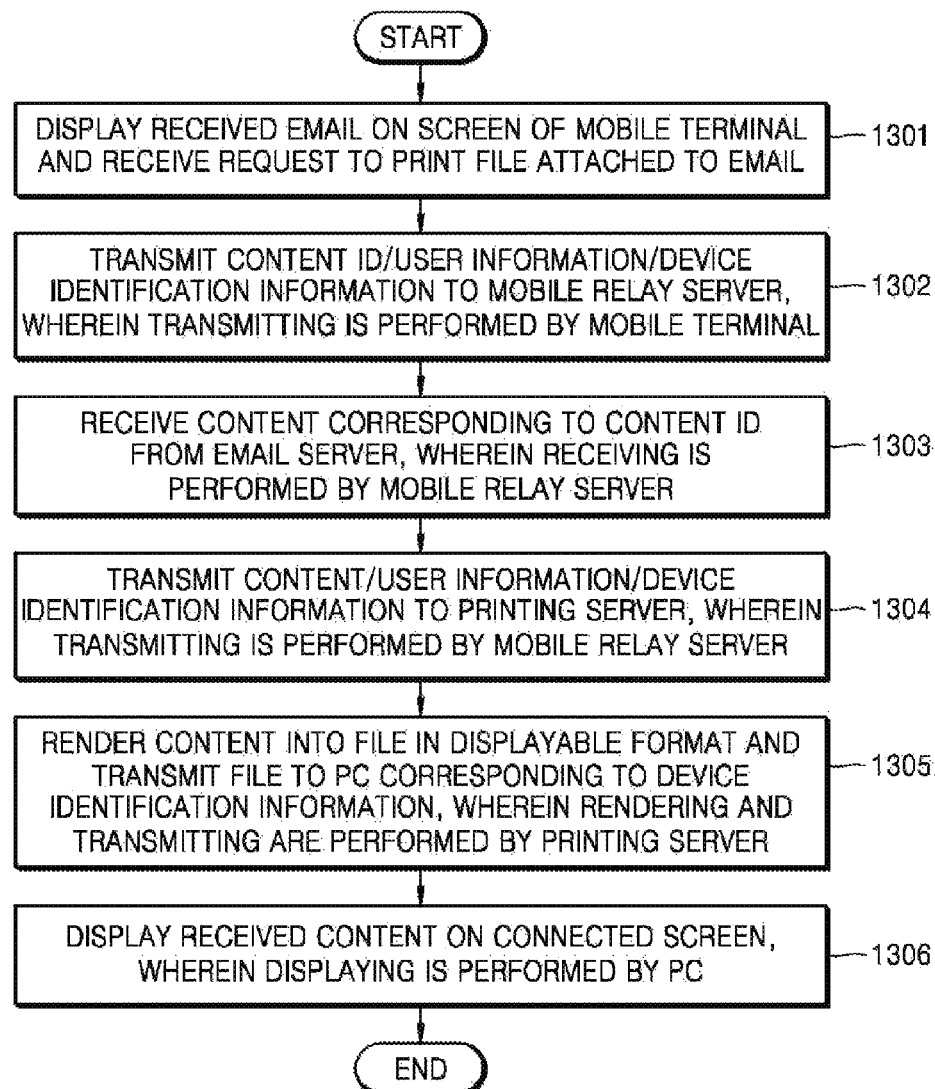 START
DISPLAY RECEIVED EMAIL ON SCREEN OF MOBILE TERMINAL
AND RECEIVE REQUEST TO PRINT FILE ATTACHED TO EMAIL
1301
TRANSMIT CONTENT ID/USER INFORMATION/DEVICE
IDENTIFICATION INFORMATION TO MOBILE RELAY SERVER,
WHEREIN TRANSMITTING IS PERFORMED BY MOBILE TERMINAL
1302
RECEIVE CONTENT CORRESPONDING TO CONTENT ID
FROM EMAIL SERVER, WHEREIN RECEIVING IS
PERFORMED BY MOBILE RELAY SERVER
1303
TRANSMIT CONTENT/USER INFORMATION/DEVICE
IDENTIFICATION INFORMATION TO PRINTING SERVER, WHEREIN
TRANSMITTING IS PERFORMED BY MOBILE RELAY SERVER
1304
RENDER CONTENT INTO FILE IN DISPLAYABLE FORMAT AND
TRANSMIT FILE TO PC CORRESPONDING TO DEVICE
IDENTIFICATION INFORMATION, WHEREIN RENDERING AND
TRANSMITTING ARE PERFORMED BY PRINTING SERVER
1305
DISPLAY RECEIVED CONTENT ON CONNECTED SCREEN,
WHEREIN DISPLAYING IS PERFORMED BY PC
1306
END